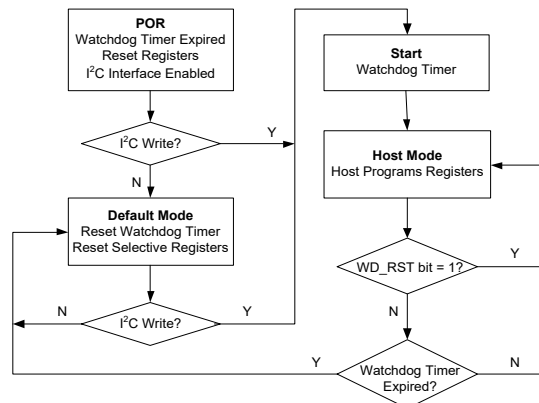 POR
Watchdog Timer Expired
Reset Registers
I²C Interface Enabled
I²C Write?
Y
N
Default Mode
Reset Watchdog Timer
Reset Selective Registers
I²C Write?
N
Y
Start
Watchdog Timer
Host Mode
Host Programs Registers
WD_RST bit = 1?
Y
N
Watchdog Timer
Expired?
Y
N